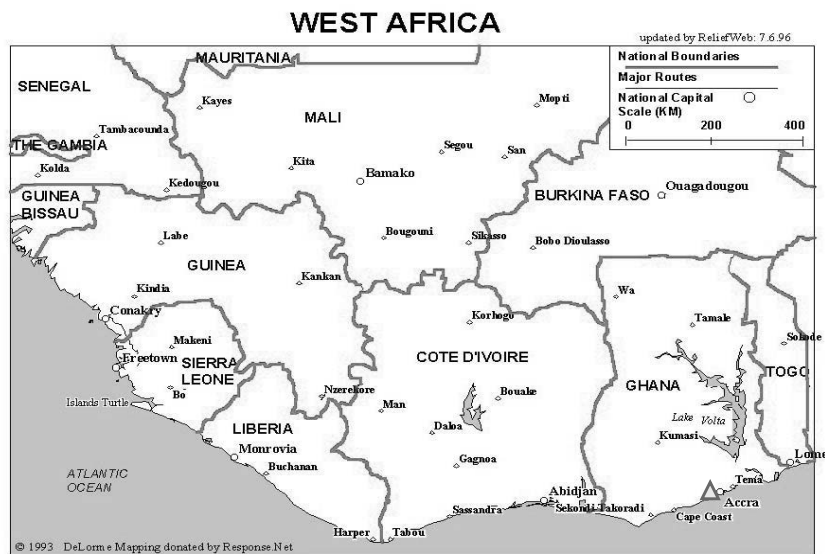 WEST AFRICA
updated by ReliefWeb: 7.6.96
National Boundaries
Major Routes
National Capital
Scale (KM)
0 200 400
MAURITANIA
SENEGAL
Kayes
Mopti
MALI
Tambacounda
THE GAMBIA
Segou
San
Kolda
Kita
Bamako
Kedougou
GUINEA
BISSAU
BURKINA FASO
Ouagadougou
Labe
Bougouni
Sikasso
Bobo Dioulasso
GUINEA
Kankan
Kindia
Wa
Conakry
Korhogo
Tamale
Makeni
Sokode
Freetown
SIERRA
LEONE
COTE D'IVOIRE
TOGO
GHANA
Bo
Nzerekore
Bouake
Islands Turtle
Man
Lake Volta
LIBERIA
Daloa
Kumasi
Monrovia
Gagnoa
Lome
Buchanan
ATLANTIC
OCEAN
Tema
Abidjan
Accra
Sassandra
Sekondi Takoradi
Cape Coast
Harper
Tabou
© 1993 DeLorme Mapping donated by Response.Net